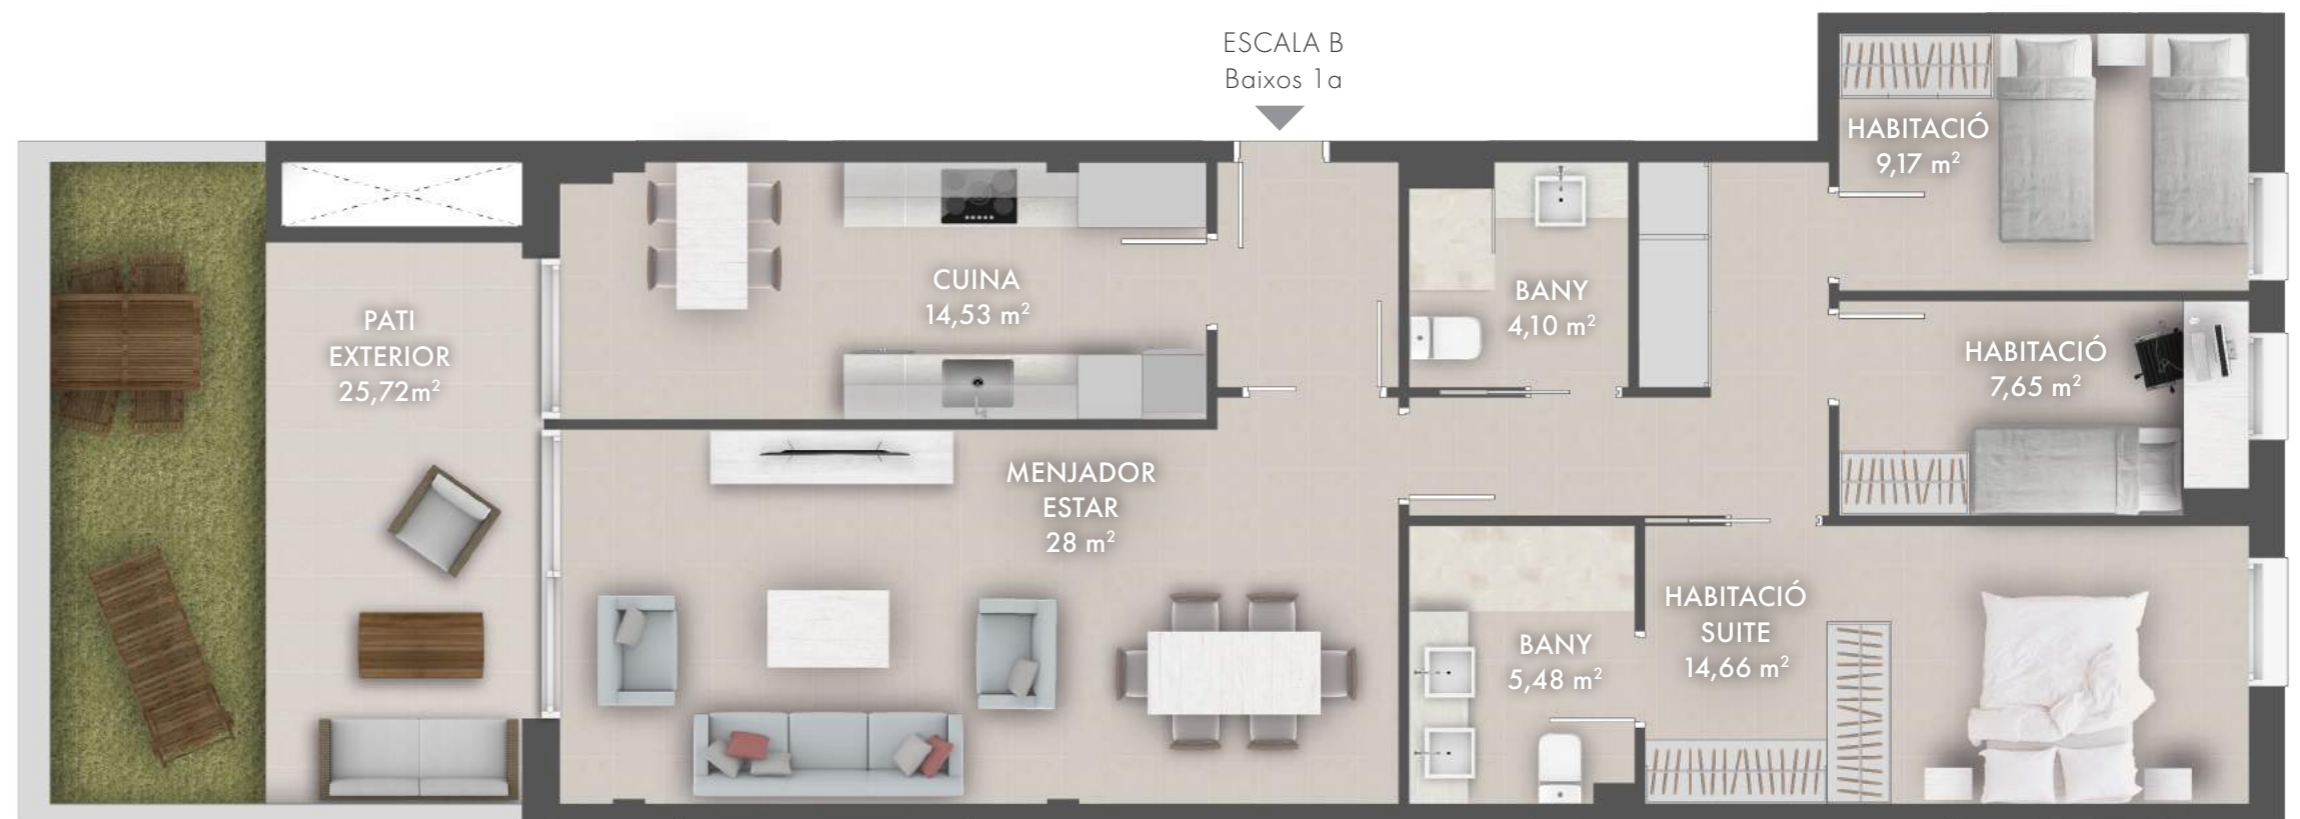 ESCALA B
Baixos 1a
HABITACIÓ
9,17 m²
CUINA
14,53 m²
BANY
4,10 m²
PATI
EXTERIOR
25,72m²
HABITACIÓ
7,65 m²
MENJADOR
ESTAR
28 m²
HABITACIÓ
SUITE
14,66 m²
BANY
5,48 m²